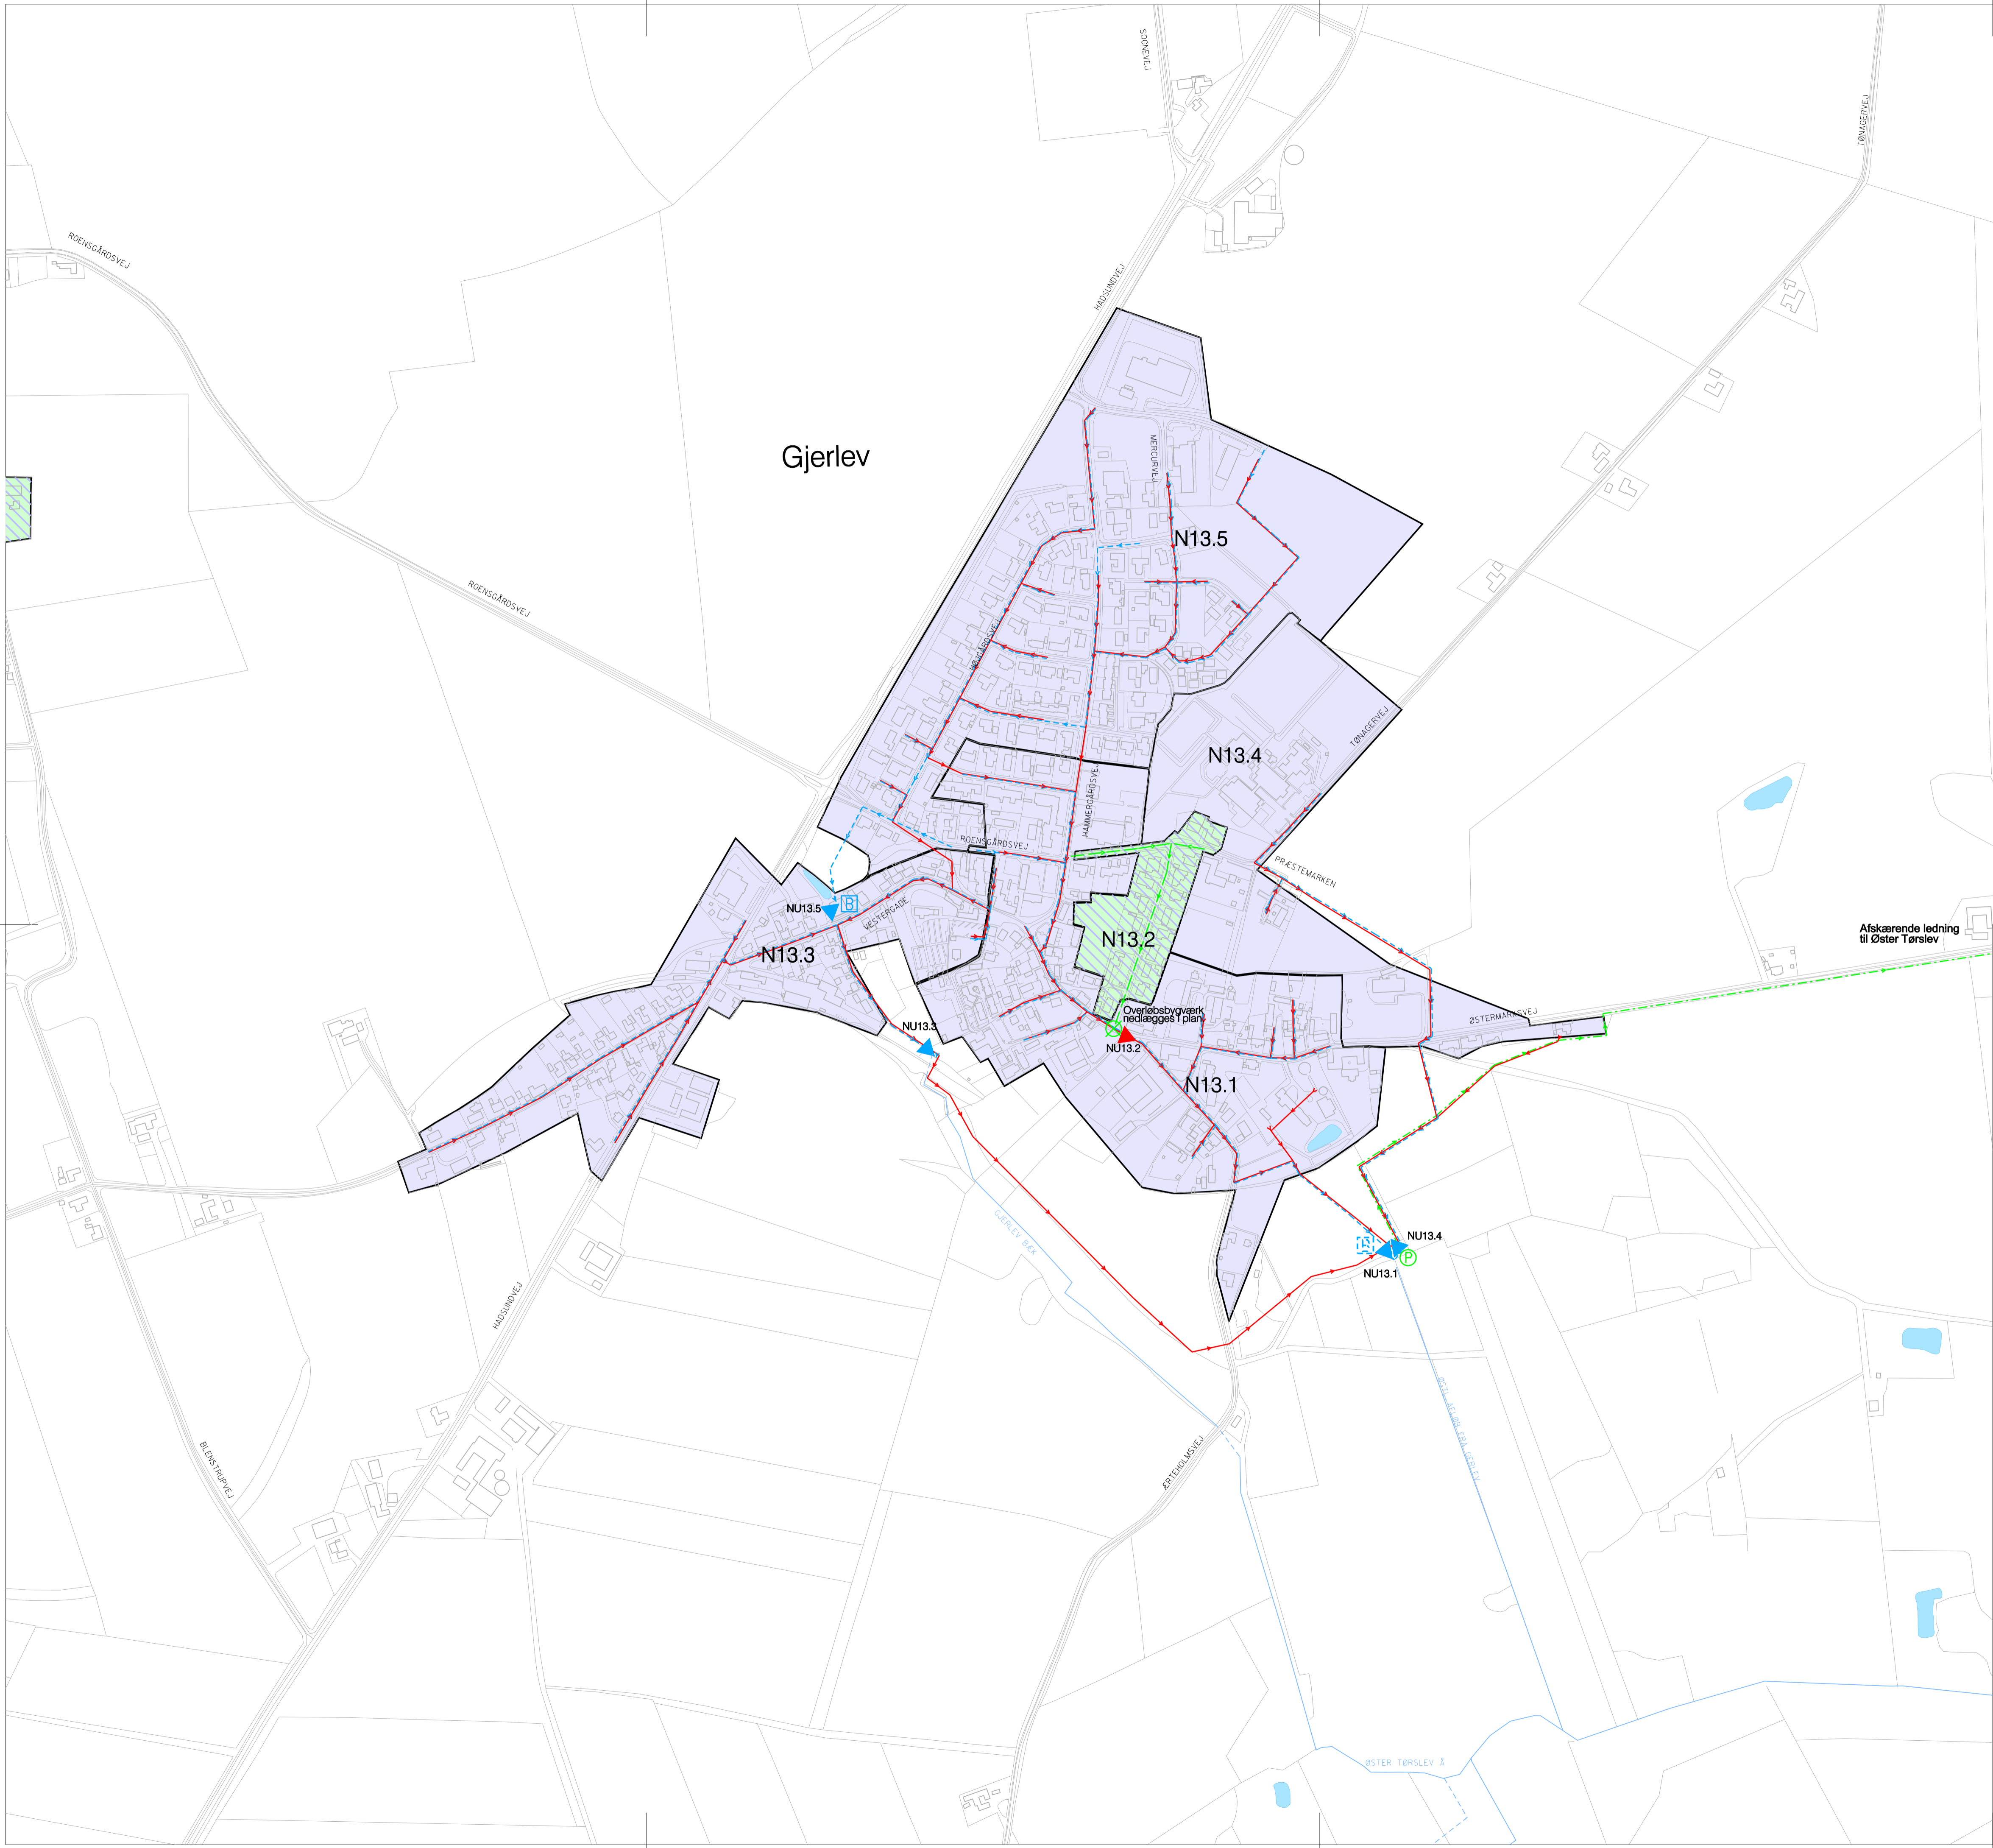 SOGNEVEJ
TØNAGERVEJ
ROENSGÅRDSVEJ
HADSUNDVEJ
Gjerlev
MERCURVEJ
N13.5
ROENSGÅRDSVEJ
HØJGÅRDSVEJ
TØNAGERVEJ
N13.4
HAMMERGÅRDSVEJ
ROENSGÅRDSVEJ
PRÆSTEMARKEN
NU13.5
B
VESTERGADE
Afskærende ledning
til Øster Tørslev
N13.2
N13.3
Overløbsbygværk
nedlægges i plan
ØSTERMARKSVEJ
NU13.3
NU13.2
N13.1
GJERLEV BÆK
NU13.4
P
NU13.1
HADSUNDVEJ
BLENSTRUPVEJ
ÆRTEHOLMSVEJ
ØSTER TØRSLEV Å